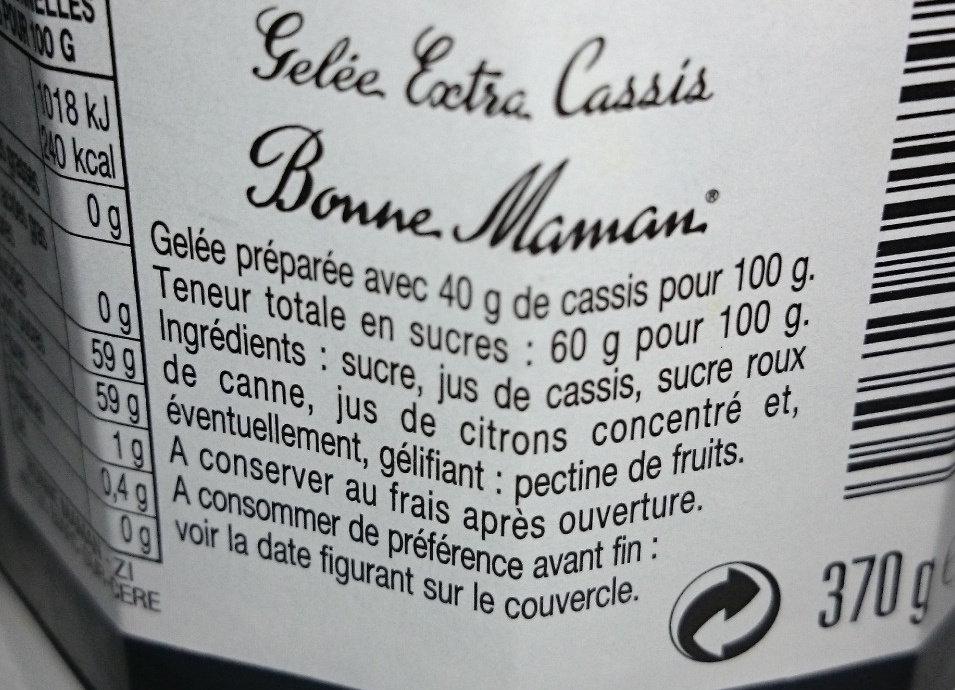 POUR 100 G
1018 kJ
240 kcal
0 g
0 g
59 g
59 g
1 g
0,4 g
0 g
Gelée Extra Cassis
Bonne Maman®
Gelée préparée avec 40 g de cassis pour 100 g.
Teneur totale en sucres : 60 g pour 100 g.
Ingrédients : sucre, jus de cassis, sucre roux
de canne, jus de citrons concentré et,
éventuellement, gélifiant : pectine de fruits.
A conserver au frais après ouverture.
A consommer de préférence avant fin :
voir la date figurant sur le couvercle.
370 g